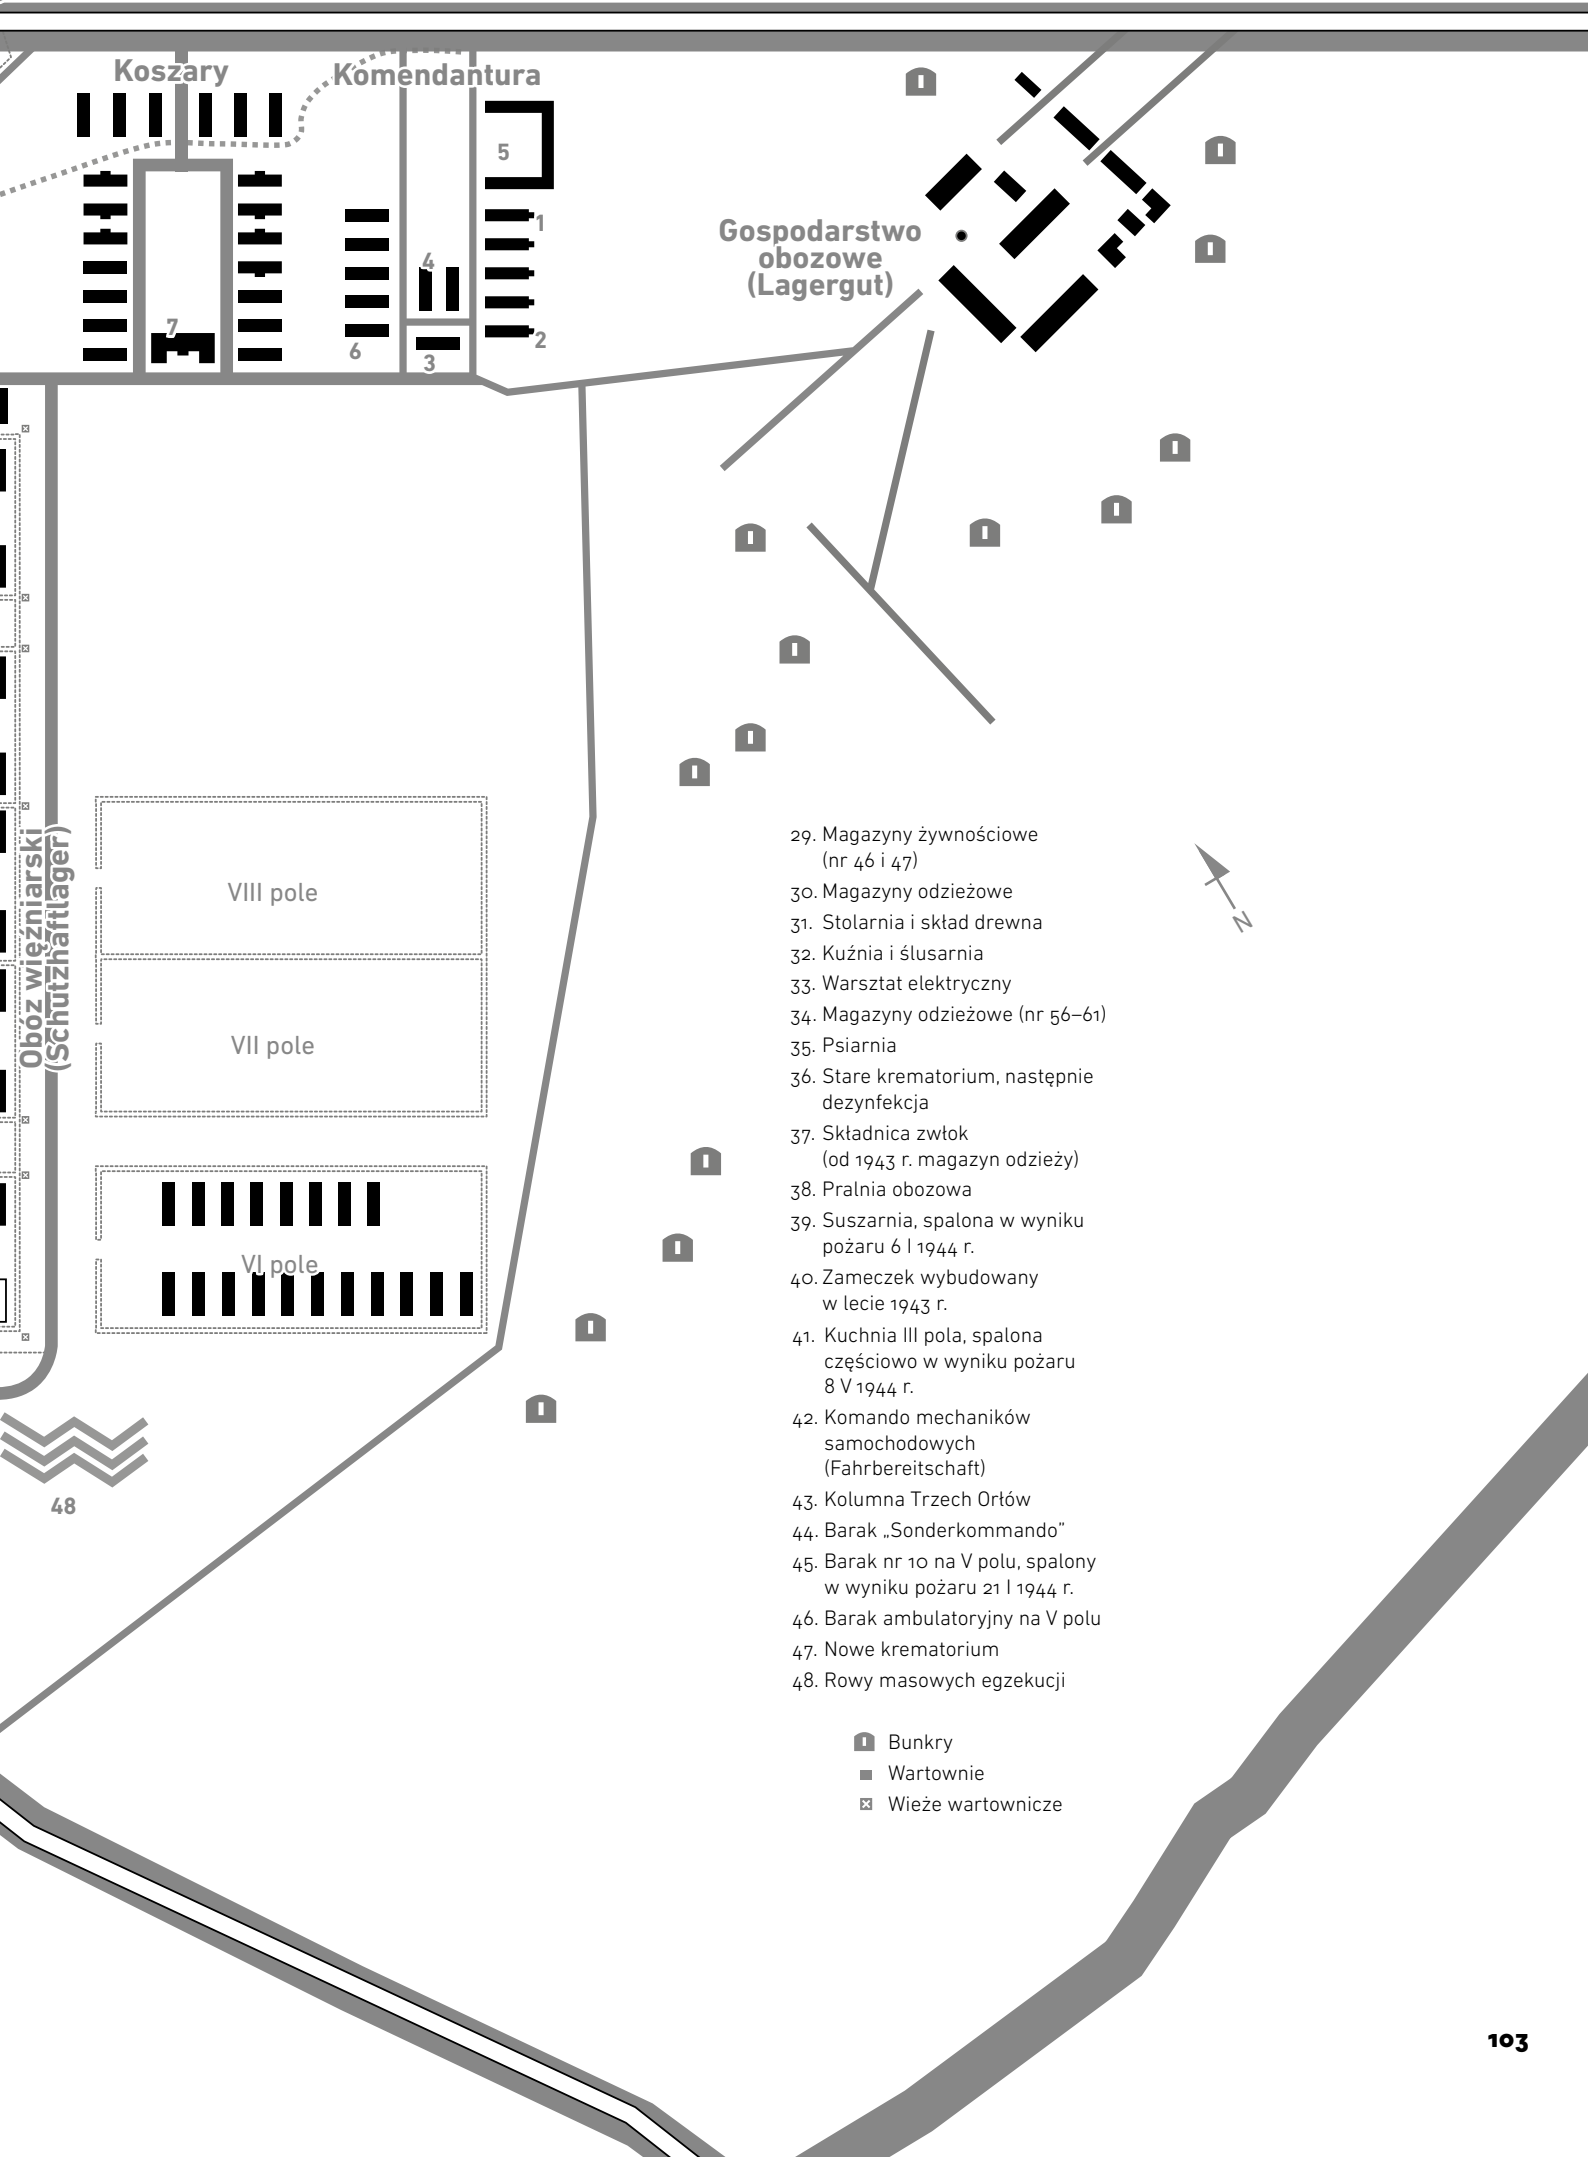 Koszary
Komendantura
5
1
4
7
6
3
2
Gospodarstwo
obozowe
(Lagergut)
Obóz więźniarski
(Schutzhaftlager)
VIII pole
VII pole
VI pole
48
N
29. Magazyny żywnościowe
(nr 46 i 47)
30. Magazyny odzieżowe
31. Stolarnia i skład drewna
32. Kuźnia i ślusarnia
33. Warsztat elektryczny
34. Magazyny odzieżowe (nr 56–61)
35. Psiarnia
36. Stare krematorium, następnie
dezynfekcja
37. Składnica zwłok
(od 1943 r. magazyn odzieży)
38. Pralnia obozowa
39. Suszarnia, spalona w wyniku
pożaru 6 I 1944 r.
40. Zameczek wybudowany
w lecie 1943 r.
41. Kuchnia III pola, spalona
częściowo w wyniku pożaru
8 V 1944 r.
42. Komando mechaników
samochodowych
(Fahrbereitschaft)
43. Kolumna Trzech Orłów
44. Barak „Sonderkommando”
45. Barak nr 10 na V polu, spalony
w wyniku pożaru 21 I 1944 r.
46. Barak ambulatoryjny na V polu
47. Nowe krematorium
48. Rowy masowych egzekucji
Bunkry
Wartownie
Wieże wartownicze
103